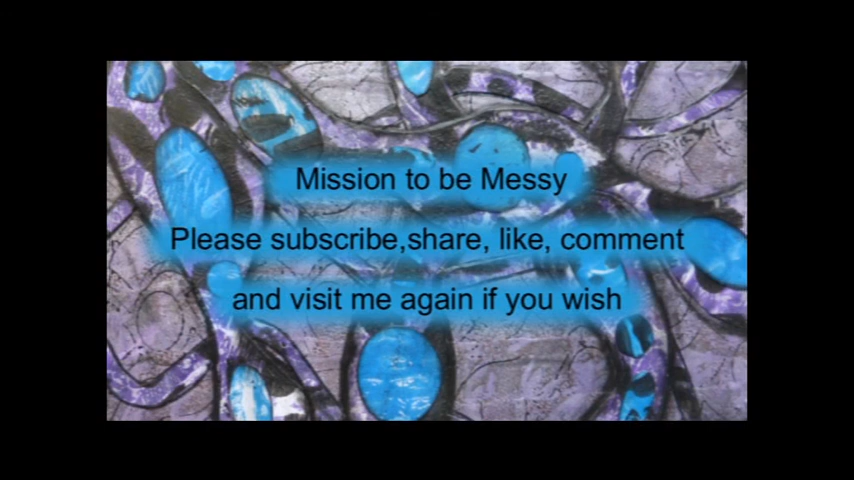 Mission to be Messy
Please subscribe,share, like, comment
and visit me again if you wish